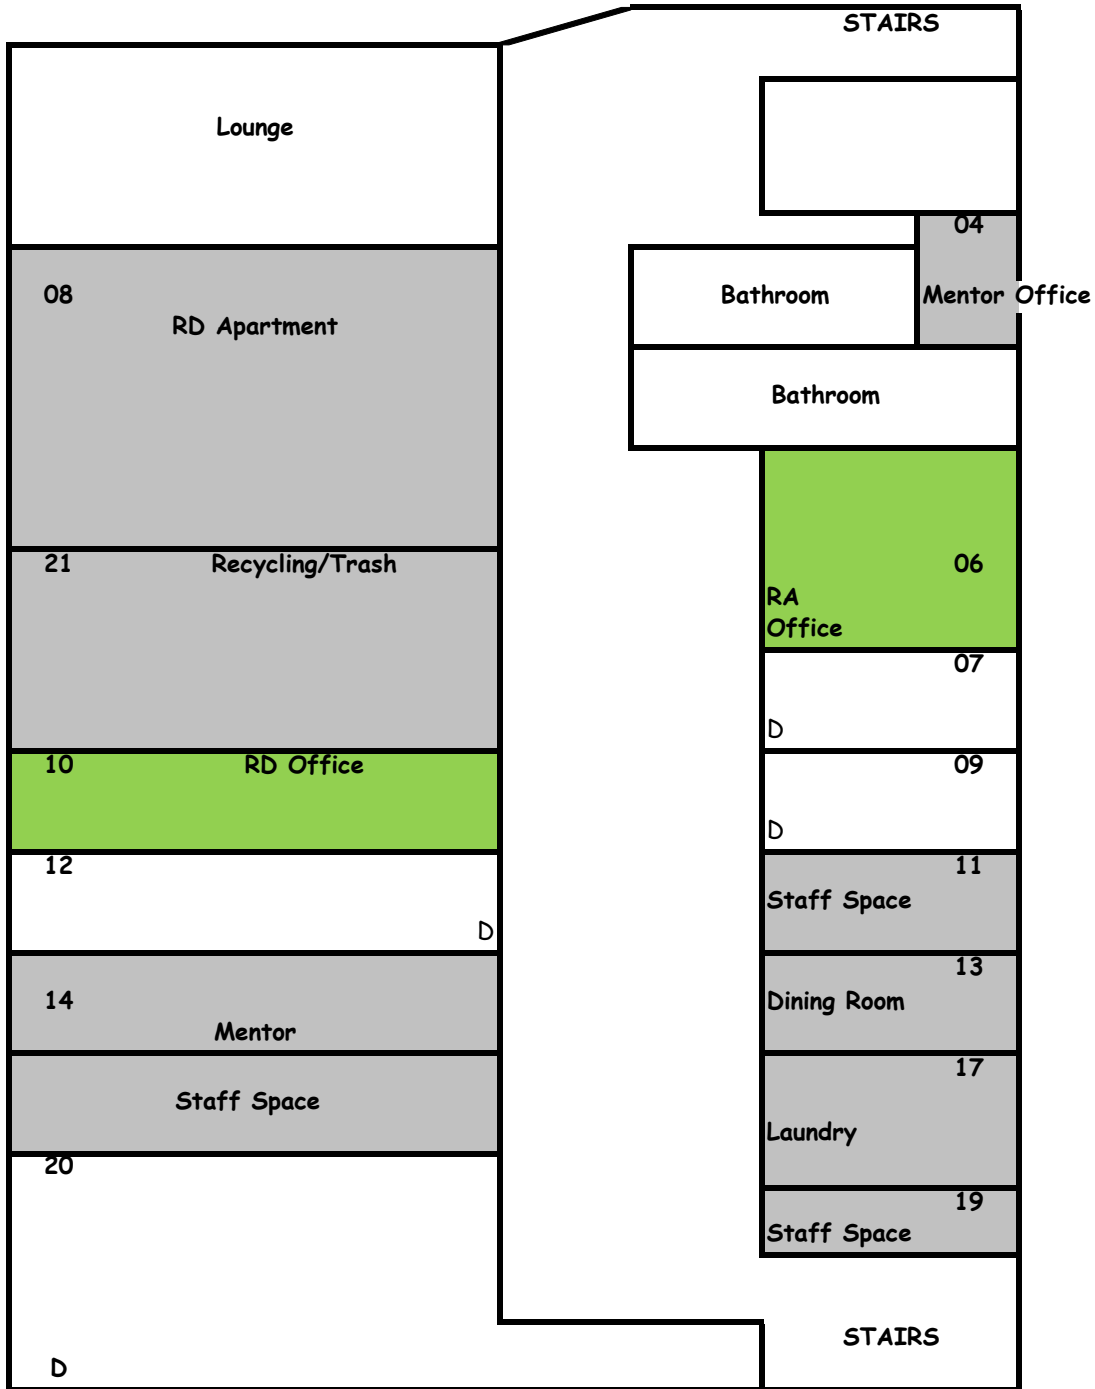 STAIRS
Lounge
04
08
Bathroom
Mentor Office
RD Apartment
Bathroom
21
Recycling/Trash
06
RA
Office
07
D
10
RD Office
09
D
12
11
Staff Space
D
13
14
Dining Room
Mentor
17
Staff Space
Laundry
20
19
Staff Space
STAIRS
D